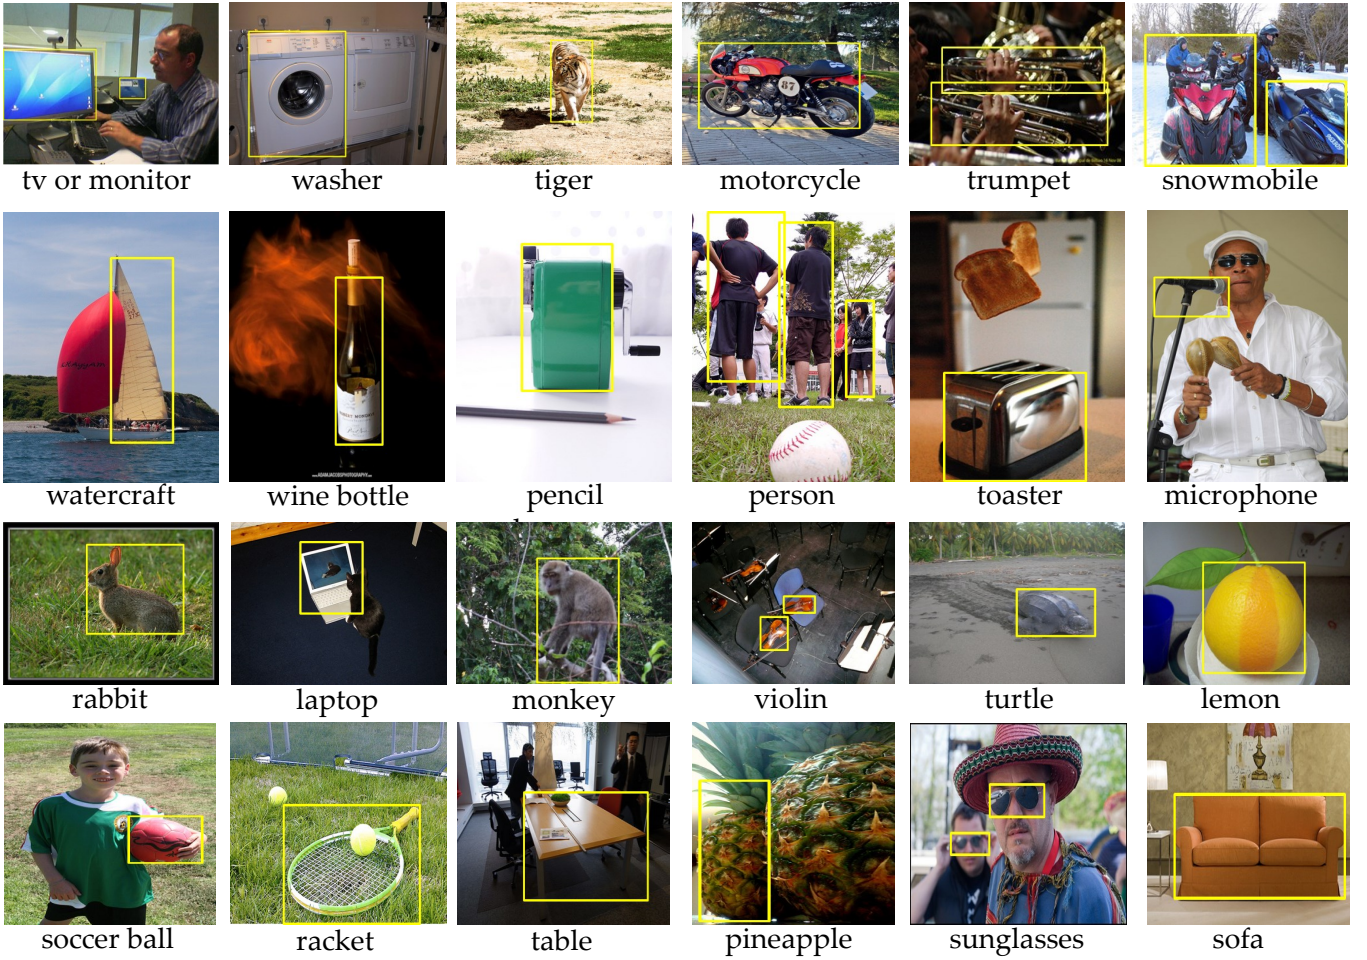 tv or monitor
washer
tiger
motorcycle
trumpet
snowmobile
87
watercraft
wine bottle
pencil
person
toaster
microphone
rabbit
laptop
monkey
violin
turtle
lemon
soccer ball
racket
table
pineapple
sunglasses
sofa